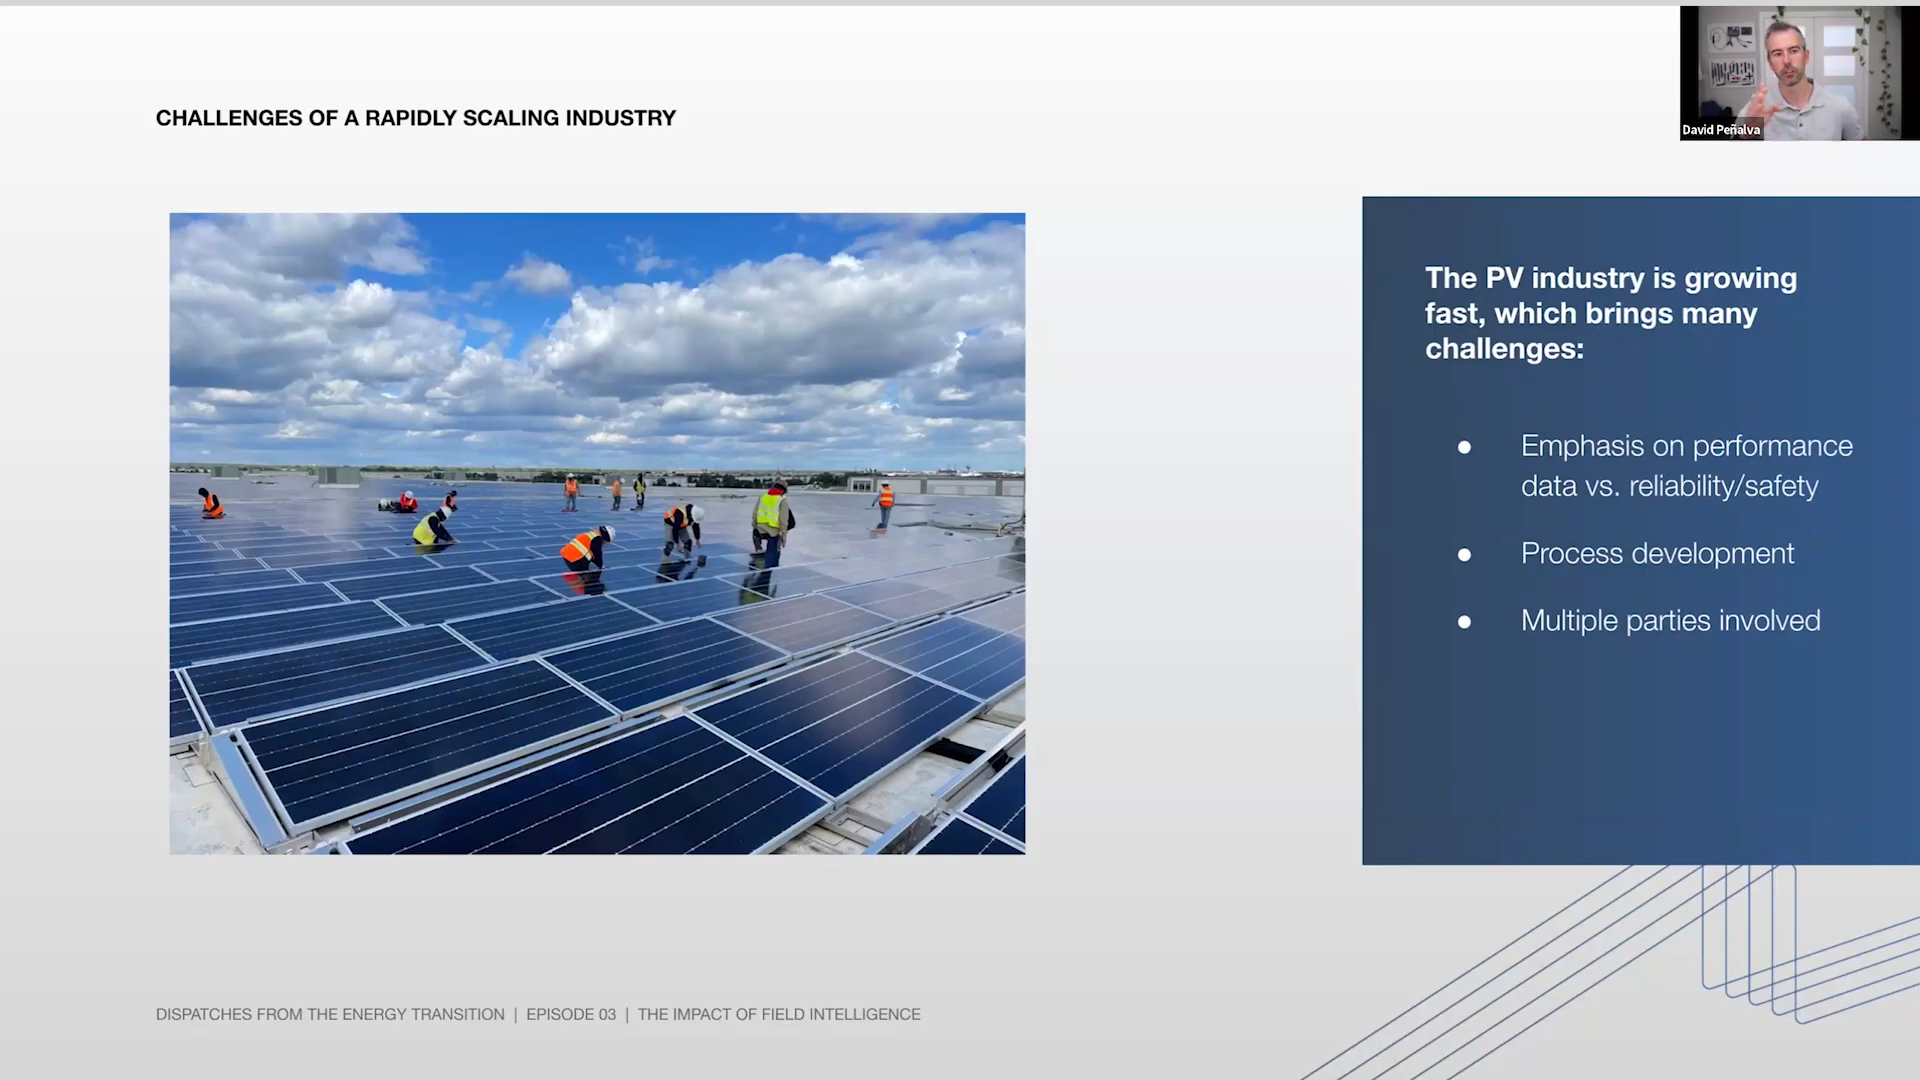 David Peñalva
CHALLENGES OF A RAPIDLY SCALING INDUSTRY
The PV industry is growing
fast, which brings many
challenges:
● Emphasis on performance
data vs. reliability/safety
● Process development
● Multiple parties involved
DISPATCHES FROM THE ENERGY TRANSITION | EPISODE 03 | THE IMPACT OF FIELD INTELLIGENCE